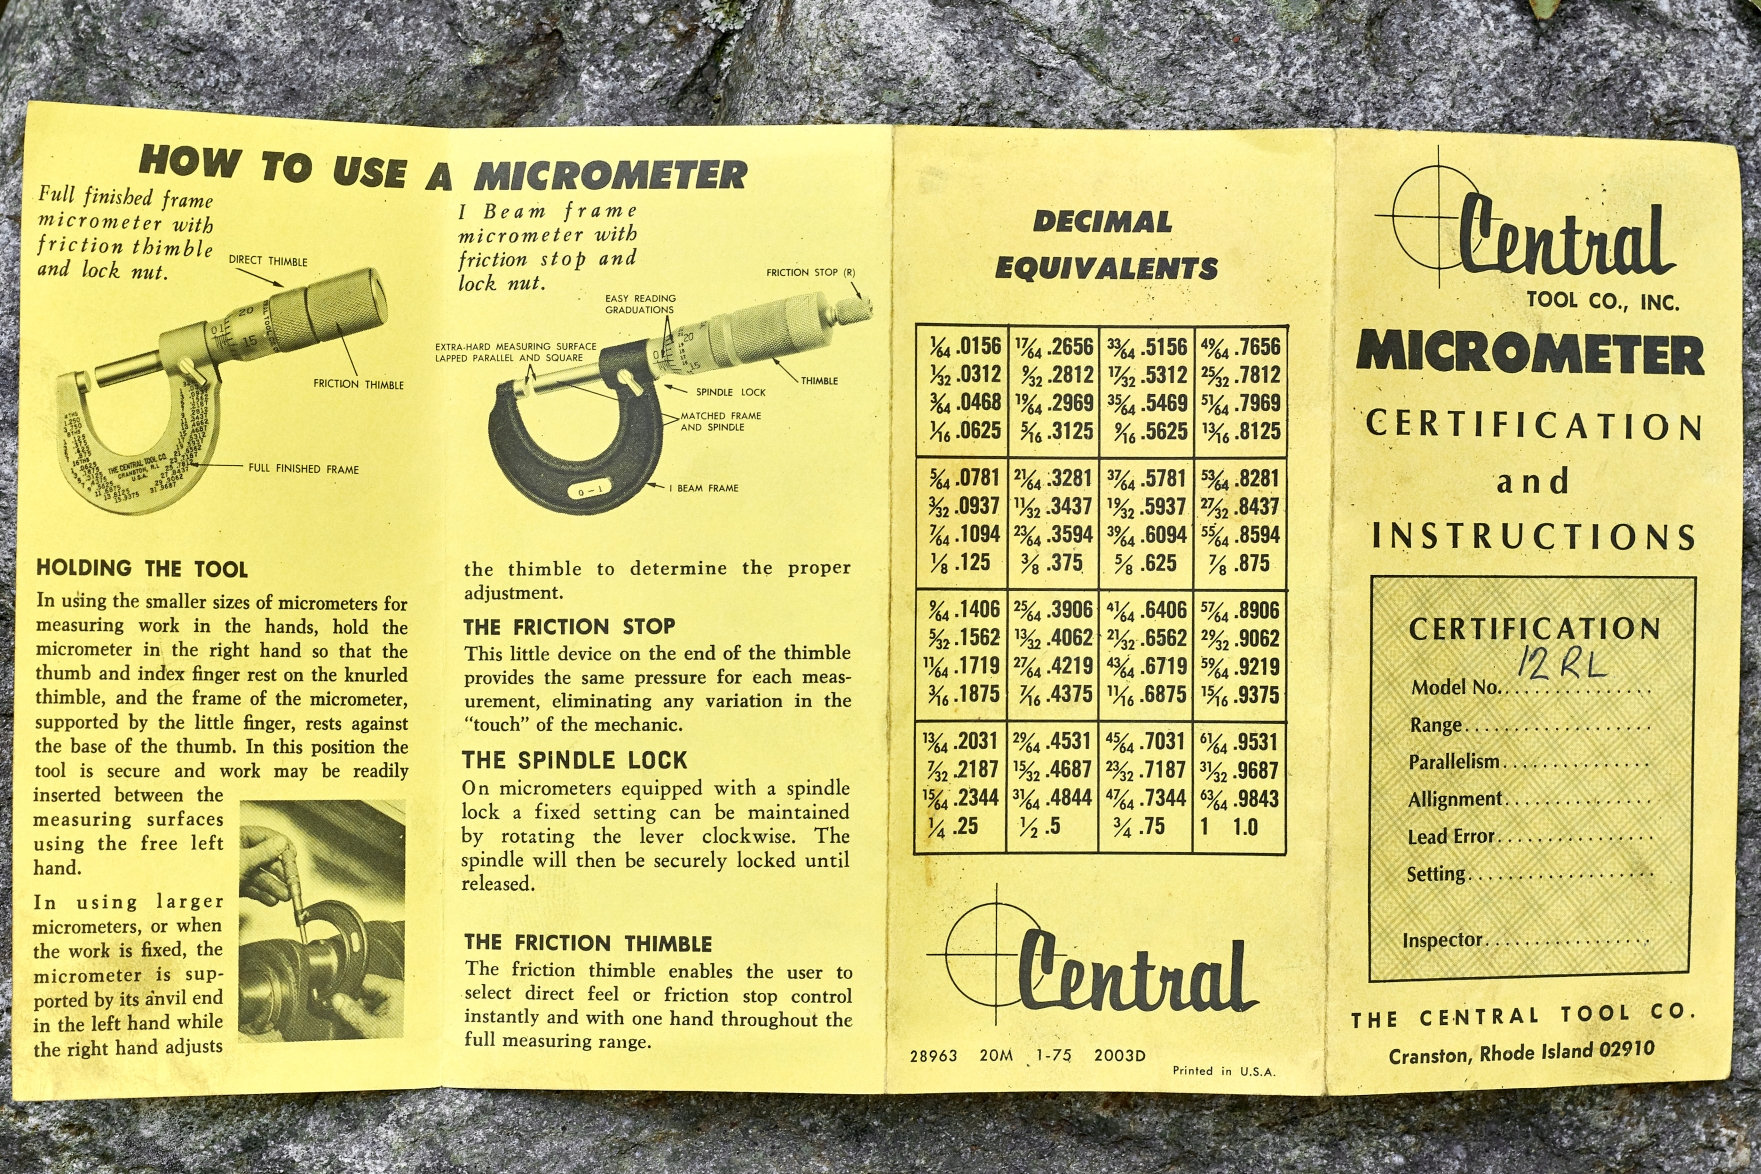 HOW TO USE A MICROMETER
Full finished frame
micrometer with
friction thimble
and lock nut.
DIRECT THIMBLE
FRICTION THIMBLE
FULL FINISHED FRAME
20
15
THE CENTRAL TOOL CO.
CRANSTON, R.I.
U.S.A.
HOLDING THE TOOL
In using the smaller sizes of micrometers for
measuring work in the hands, hold the
micrometer in the right hand so that the
thumb and index finger rest on the knurled
thimble, and the frame of the micrometer,
supported by the little finger, rests against
the base of the thumb. In this position the
tool is secure and work may be readily
inserted between the
measuring surfaces
using the free left
hand.
In using larger
micrometers, or when
the work is fixed, the
micrometer is sup-
ported by its anvil end
in the left hand while
the right hand adjusts
I Beam frame
micrometer with
friction stop and
lock nut.
FRICTION STOP (R)
EASY READING
GRADUATIONS
EXTRA-HARD MEASURING SURFACE
LAPPED PARALLEL AND SQUARE
THIMBLE
SPINDLE LOCK
MATCHED FRAME
AND SPINDLE
I BEAM FRAME
20
15
0-1
the thimble to determine the proper
adjustment.
THE FRICTION STOP
This little device on the end of the thimble
provides the same pressure for each meas-
urement, eliminating any variation in the
“touch” of the mechanic.
THE SPINDLE LOCK
On micrometers equipped with a spindle
lock a fixed setting can be maintained
by rotating the lever clockwise. The
spindle will then be securely locked until
released.
THE FRICTION THIMBLE
The friction thimble enables the user to
select direct feel or friction stop control
instantly and with one hand throughout the
full measuring range.
DECIMAL
EQUIVALENTS
1/64 .0156 17/64 .2656 33/64 .5156 49/64 .7656
1/32 .0312 9/32 .2812 17/32 .5312 25/32 .7812
3/64 .0468 19/64 .2969 35/64 .5469 51/64 .7969
1/16 .0625 5/16 .3125 9/16 .5625 13/16 .8125
5/64 .0781 21/64 .3281 37/64 .5781 53/64 .8281
3/32 .0937 11/32 .3437 19/32 .5937 27/32 .8437
7/64 .1094 23/64 .3594 39/64 .6094 55/64 .8594
1/8 .125 3/8 .375 5/8 .625 7/8 .875
9/64 .1406 25/64 .3906 41/64 .6406 57/64 .8906
5/32 .1562 13/32 .4062 21/32 .6562 29/32 .9062
11/64 .1719 27/64 .4219 43/64 .6719 59/64 .9219
3/16 .1875 7/16 .4375 11/16 .6875 15/16 .9375
13/64 .2031 29/64 .4531 45/64 .7031 61/64 .9531
7/32 .2187 15/32 .4687 23/32 .7187 31/32 .9687
15/64 .2344 31/64 .4844 47/64 .7344 63/64 .9843
1/4 .25 1/2 .5 3/4 .75 1 1.0
Central
28963 20M 1-75 2003D
Printed in U.S.A.
Central
TOOL CO., INC.
MICROMETER
CERTIFICATION
and
INSTRUCTIONS
CERTIFICATION
12RL
Model No.................
Range....................
Parallelism...............
Allignment...............
Lead Error...............
Setting...................
Inspector.................
THE CENTRAL TOOL CO.
Cranston, Rhode Island 02910